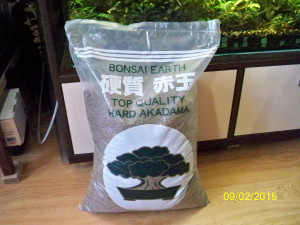 BONSAI EARTH
硬質 赤玉
TOP QUALITY
HARD AKADAMA
09/02/2015